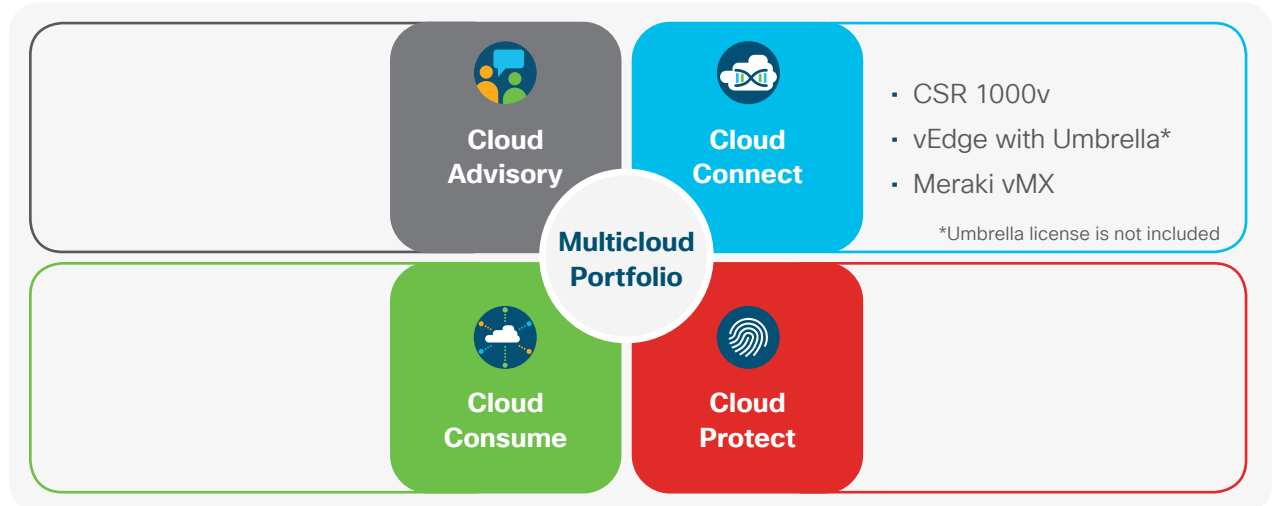 Cloud
Advisory
Cloud
Connect
▪ CSR 1000v
▪ vEdge with Umbrella*
▪ Meraki vMX
*Umbrella license is not included
Multicloud
Portfolio
Cloud
Consume
Cloud
Protect